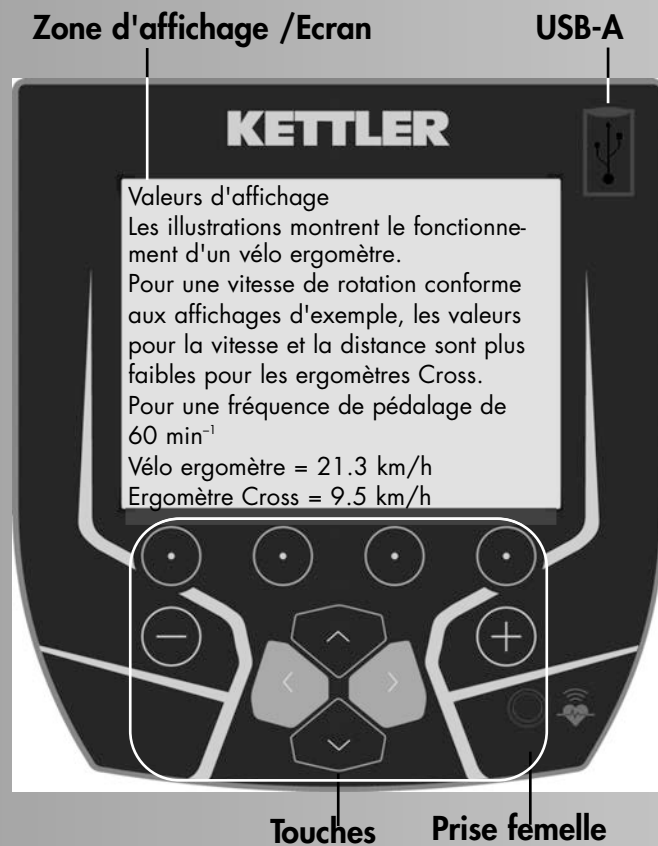 Zone d'affichage /Ecran USB-A
KETTLER
Valeurs d'affichage
Les illustrations montrent le fonctionne-
ment d'un vélo ergomètre.
Pour une vitesse de rotation conforme
aux affichages d'exemple, les valeurs
pour la vitesse et la distance sont plus
faibles pour les ergomètres Cross.
Pour une fréquence de pédalage de
60 min⁻¹
Vélo ergomètre = 21.3 km/h
Ergomètre Cross = 9.5 km/h
Touches Prise femelle